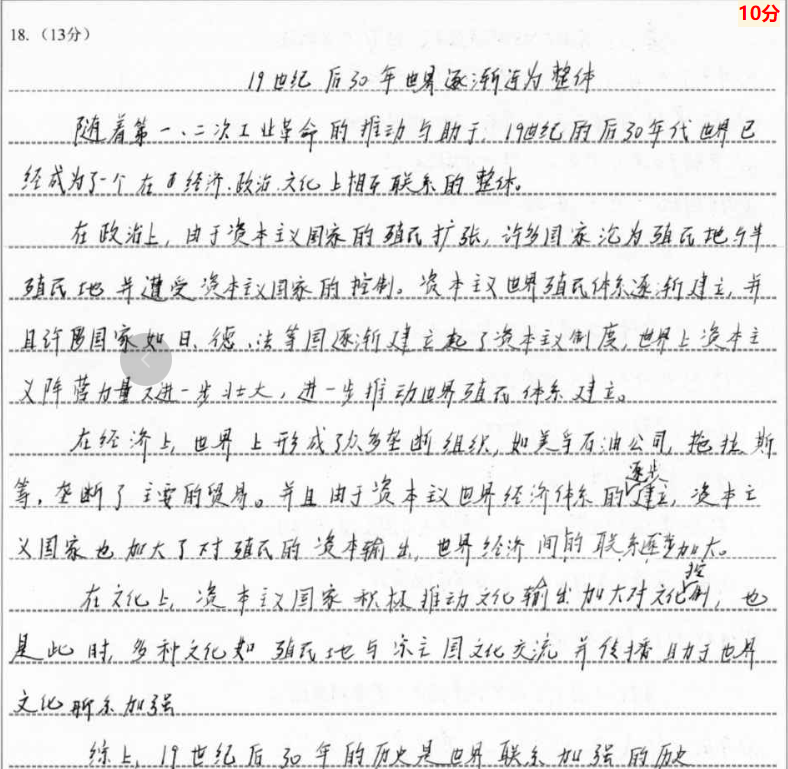 10分
18.（13分）
19世纪后30年世界逐渐连为整体
随着第一、二次工业革命的推动与助于，19世纪的后30年代世界已
经成为了一个在经济、政治、文化上相互联系的整体。
在政治上，由于资本主义国家的殖民扩张，许多国家沦为殖民地与半
殖民地并遭受资本主义国家的控制。资本主义世界殖民体系逐渐建立，并
且许多国家如日、德、法等国逐渐建立起了资本主义制度，世界上资本主
义阵营力量又进一步壮大，进一步推动世界殖民体系建立。
在经济上，世界上形成了众多垄断组织，如美孚石油公司，托拉斯
等，垄断了主要的贸易。并且由于资本主义世界经济体系的逐步建立，资本主
义国家也加大了对殖民的资本输出，世界经济间的联系逐步加大。
在文化上，资本主义国家积极推动文化输出加大对文化控制，也
是此时，多种文化如殖民地与宗主国文化交流并传播助于世界
文化联系加强
综上，19世纪后30年的历史是世界联系加强的历史